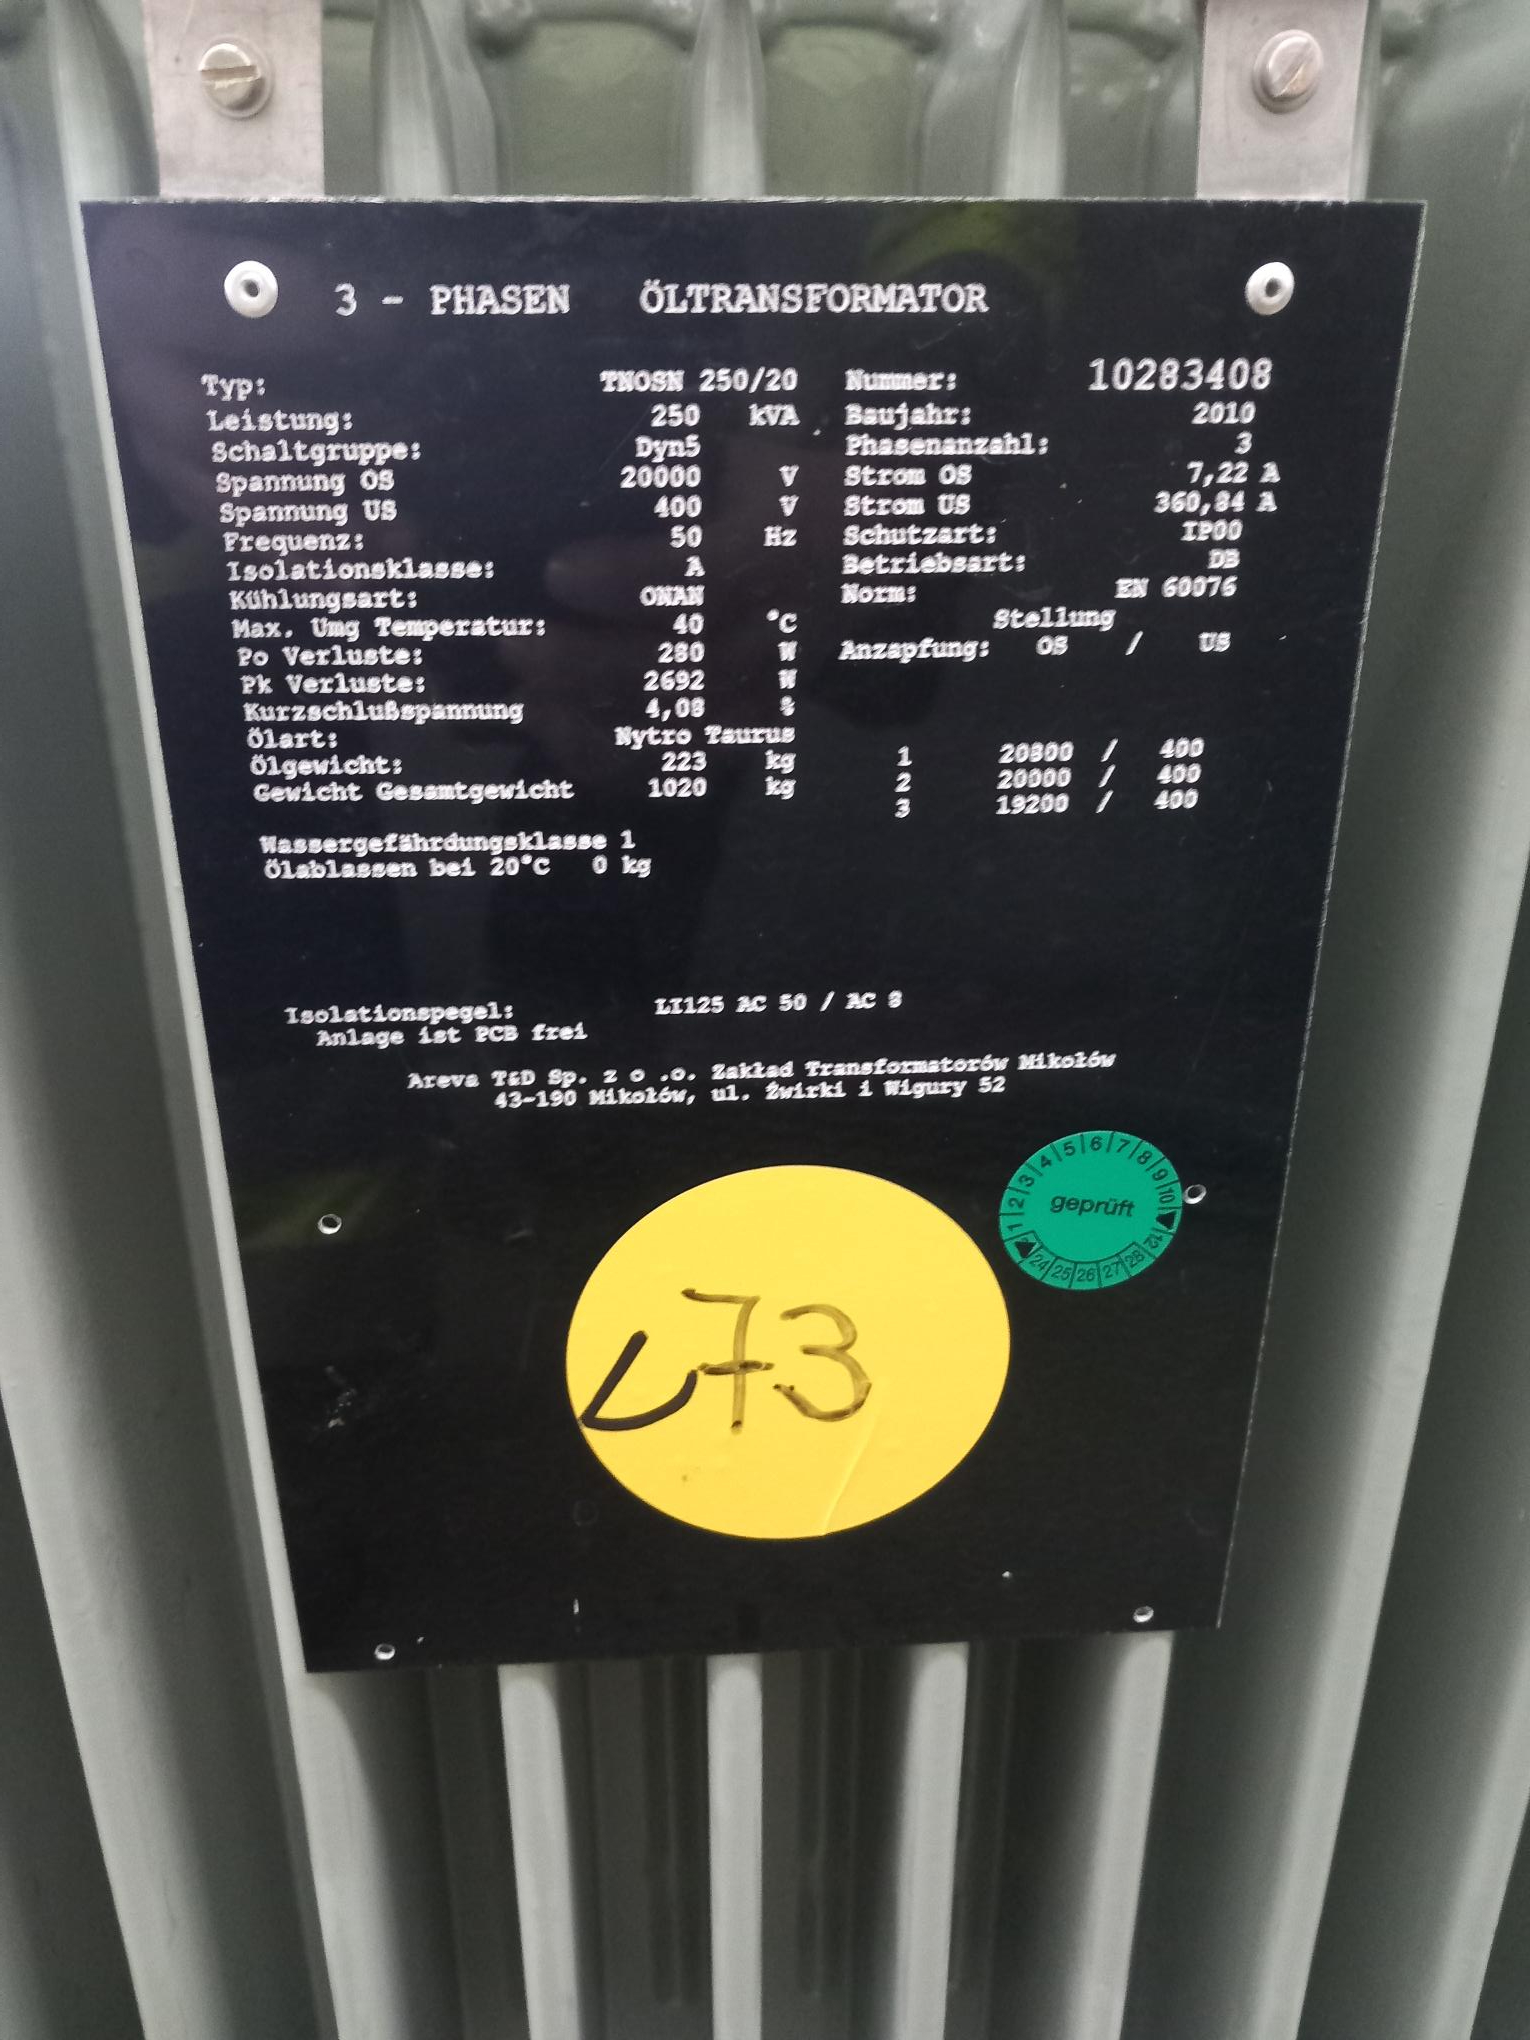 3 - PHASEN ÖLTRANSFORMATOR
Typ: TNOSN 250/20 Nummer: 10283408
Leistung: 250 kVA Baujahr: 2010
Schaltgruppe: Dyn5 Phasenanzahl: 3
Spannung OS 20000 V Strom OS 7,22 A
Spannung US 400 V Strom US 360,84 A
Frequenz: 50 Hz Schutzart: IP00
Isolationsklasse: A Betriebsart: DB
Kühlungsart: ONAN Norm: EN 60076
Max. Umg Temperatur: 40 °C Stellung
Po Verluste: 280 W Anzapfung: OS / US
Pk Verluste: 2692 W
Kurzschlußspannung 4,08 %
Ölart: Nytro Taurus
Ölgewicht: 223 kg 1 20800 / 400
Gewicht Gesamtgewicht 1020 kg 2 20000 / 400
3 19200 / 400
Wassergefährdungsklasse 1
Ölablassen bei 20°C 0 kg
Isolationspegel: LI125 AC 50 / AC 8
Anlage ist PCB frei
Areva T&D Sp. z o .o. Zakład Transformatorów Mikołów
43-190 Mikołów, ul. Żwirki i Wigury 52
1 2 3 4 5 6 7 8 9 10 12
geprüft
24 25 26 27 28
L73